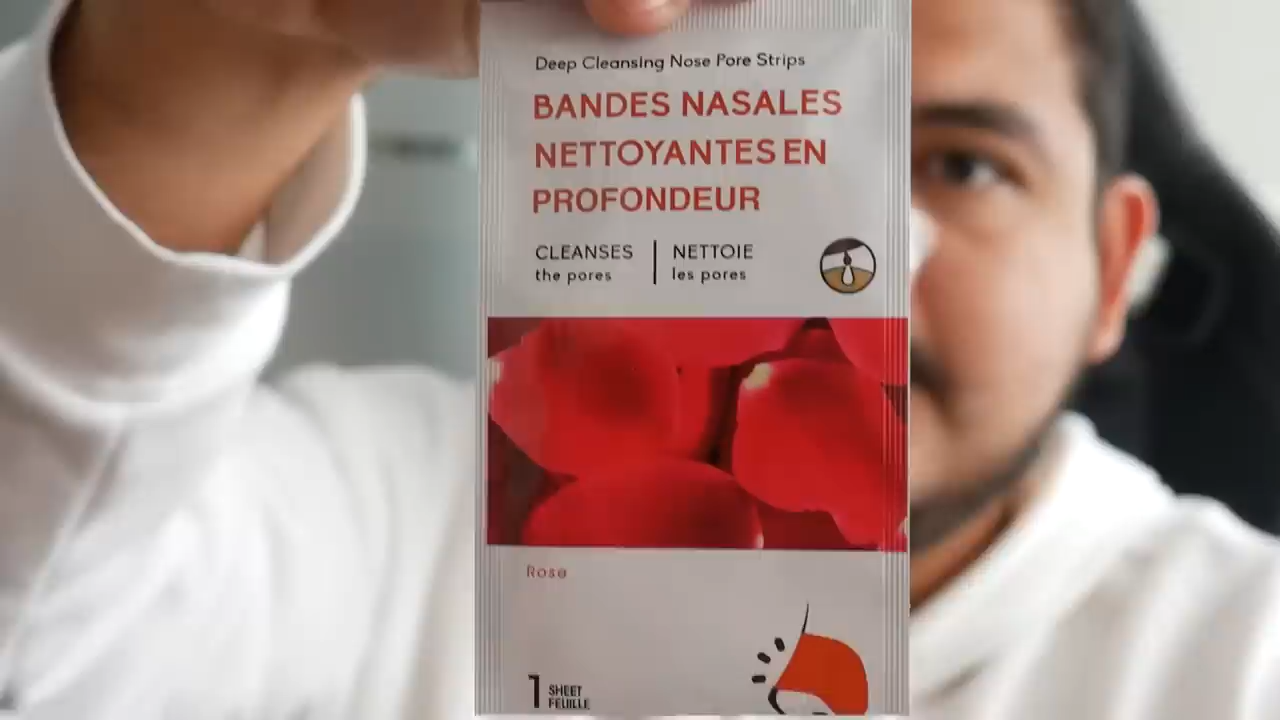 Deep Cleansing Nose Pore Strips
BANDES NASALES
NETTOYANTES EN
PROFONDEUR
CLEANSES
the pores
NETTOIE
les pores
Rose
1 SHEET
FEUILLE